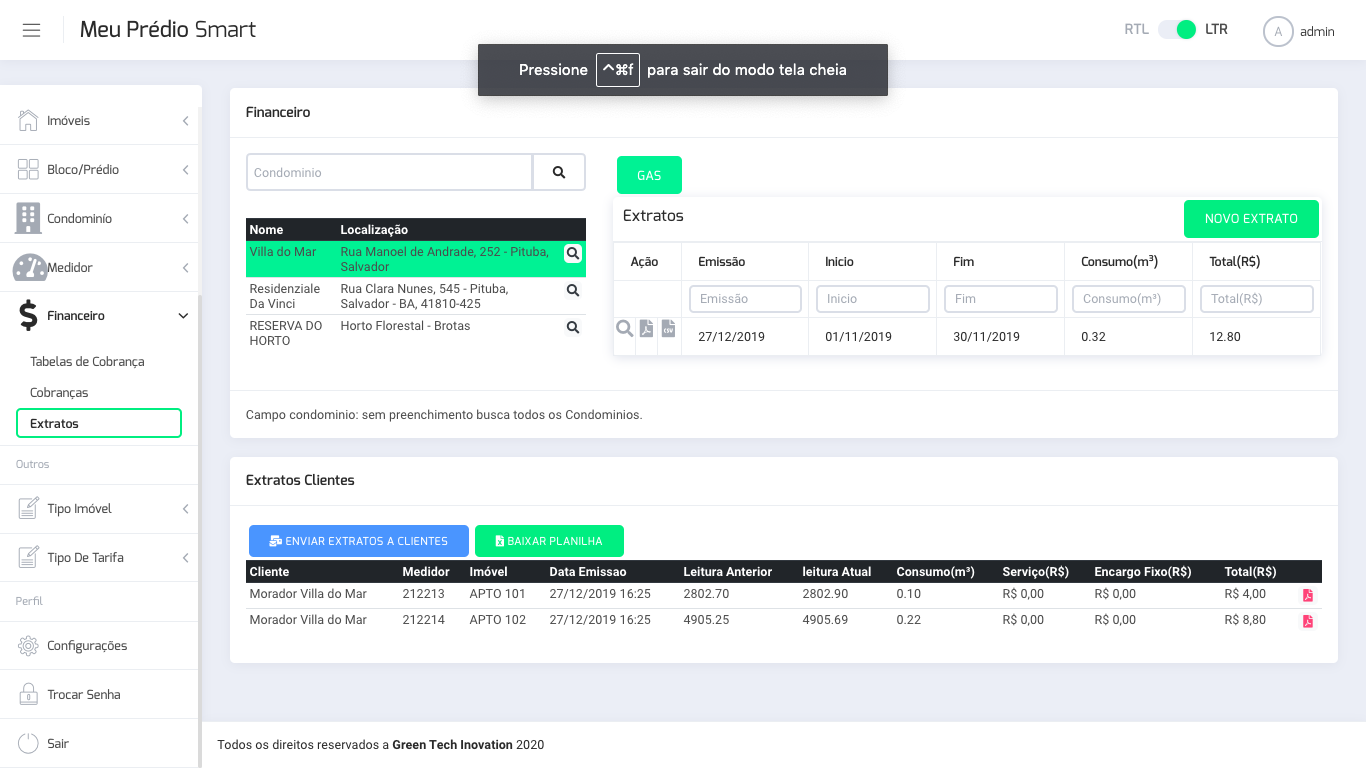 Meu Prédio Smart
RTL LTR
A admin
Pressione ^⌘f para sair do modo tela cheia
Imóveis
Bloco/Prédio
Condominío
Medidor
Financeiro
Tabelas de Cobrança
Cobranças
Extratos
Outros
Tipo Imóvel
Tipo De Tarifa
Perfil
Configurações
Trocar Senha
Sair
Financeiro
Condominio
Nome Localização
Villa do Mar Rua Manoel de Andrade, 252 - Pituba,
Salvador
Residenziale Rua Clara Nunes, 545 - Pituba,
Da Vinci Salvador - BA, 41810-425
RESERVA DO Horto Florestal - Brotas
HORTO
GAS
Extratos NOVO EXTRATO
Ação Emissão Inicio Fim Consumo(m³) Total(R$)
Emissão Inicio Fim Consumo(m³) Total(R$)
CSV 27/12/2019 01/11/2019 30/11/2019 0.32 12.80
Campo condominio: sem preenchimento busca todos os Condominios.
Extratos Clientes
ENVIAR EXTRATOS A CLIENTES BAIXAR PLANILHA
Cliente Medidor Imóvel Data Emissao Leitura Anterior leitura Atual Consumo(m³) Serviço(R$) Encargo Fixo(R$) Total(R$)
Morador Villa do Mar 212213 APTO 101 27/12/2019 16:25 2802.70 2802.90 0.10 R$ 0,00 R$ 0,00 R$ 4,00
Morador Villa do Mar 212214 APTO 102 27/12/2019 16:25 4905.25 4905.69 0.22 R$ 0,00 R$ 0,00 R$ 8,80
Todos os direitos reservados a Green Tech Inovation 2020